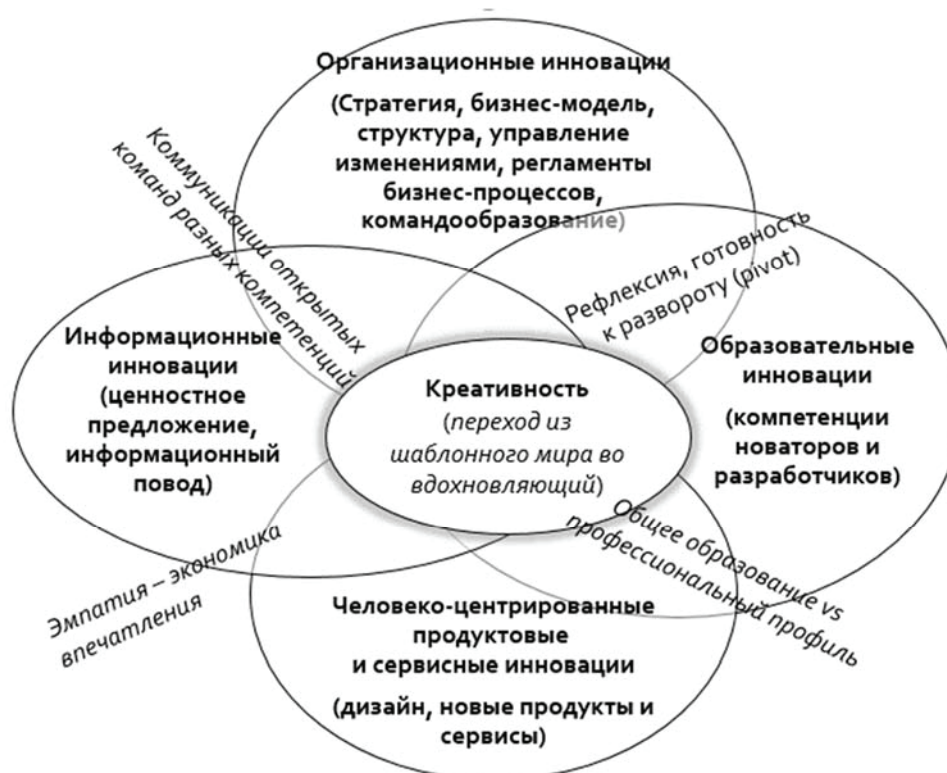 Организационные инновации
(Стратегия, бизнес-модель,
структура, управление
изменениями, регламенты
бизнес-процессов,
командообразование)
Коммуникации открытых
команд разных компетенций
Рефлексия, готовность
к развороту (pivot)
Информационные
инновации
(ценностное
предложение,
информационный
повод)
Креативность
(переход из
шаблонного мира во
вдохновляющий)
Образовательные
инновации
(компетенции
новаторов и
разработчиков)
Эмпатия – экономика
впечатления
Общее образование vs
профессиональный профиль
Человеко-центрированные
продуктовые
и сервисные инновации
(дизайн, новые продукты и
сервисы)